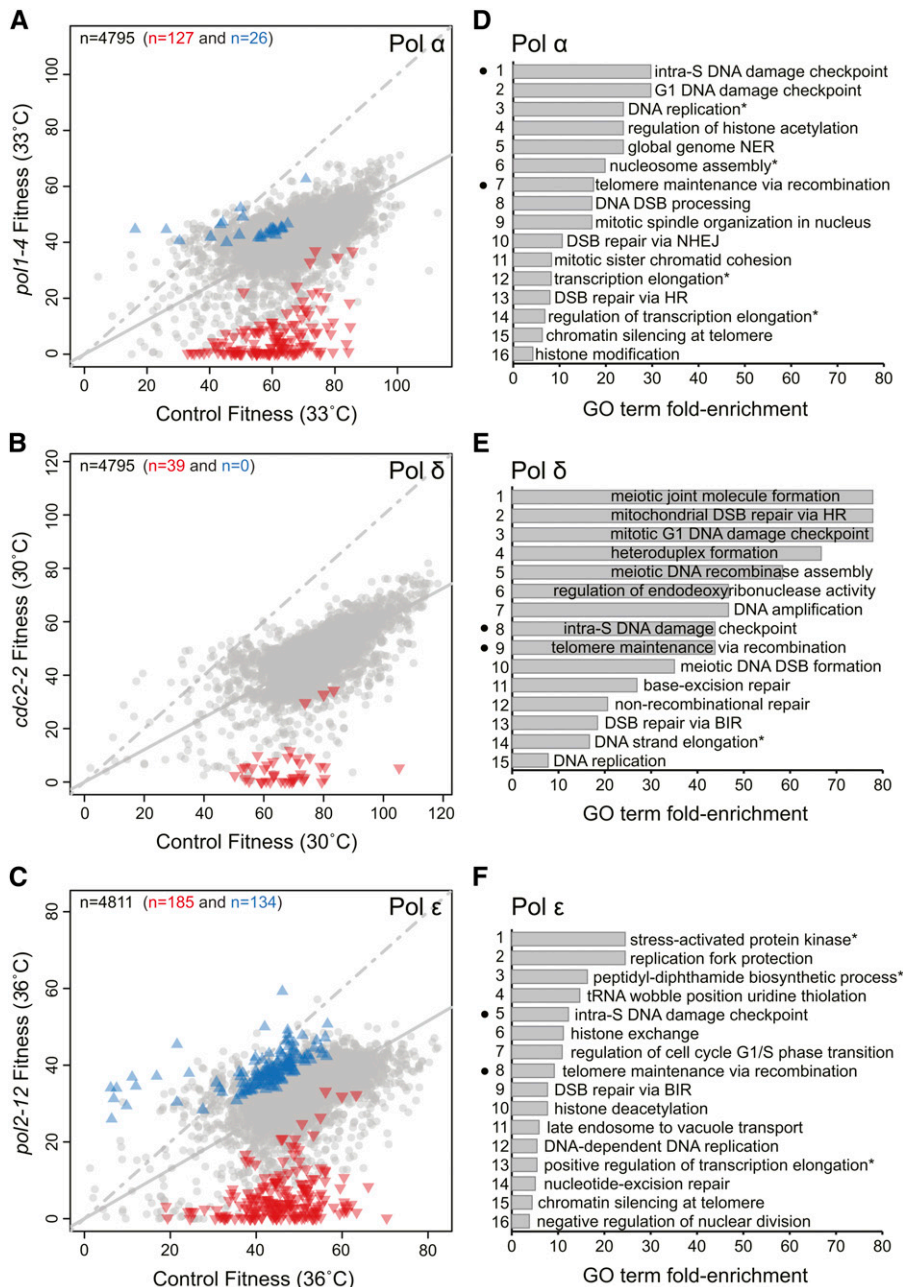 A
n=4795 (n=127 and n=26)
Pol α
pol1-4 Fitness (33˚C)
0 20 40 60 80 100
0 20 40 60 80 100
Control Fitness (33˚C)
D
Pol α
• 1 intra-S DNA damage checkpoint
2 G1 DNA damage checkpoint
3 DNA replication*
4 regulation of histone acetylation
5 global genome NER
6 nucleosome assembly*
• 7 telomere maintenance via recombination
8 DNA DSB processing
9 mitotic spindle organization in nucleus
10 DSB repair via NHEJ
11 mitotic sister chromatid cohesion
12 transcription elongation*
13 DSB repair via HR
14 regulation of transcription elongation*
15 chromatin silencing at telomere
16 histone modification
0 10 20 30 40 50 60 70 80
GO term fold-enrichment
B
n=4795 (n=39 and n=0)
Pol δ
cdc2-2 Fitness (30˚C)
0 20 40 60 80 100 120
0 20 40 60 80 100 120
Control Fitness (30˚C)
E
Pol δ
1 meiotic joint molecule formation
2 mitochondrial DSB repair via HR
3 mitotic G1 DNA damage checkpoint
4 heteroduplex formation
5 meiotic DNA recombinase assembly
6 regulation of endodeoxyribonuclease activity
7 DNA amplification
• 8 intra-S DNA damage checkpoint
• 9 telomere maintenance via recombination
10 meiotic DNA DSB formation
11 base-excision repair
12 non-recombinational repair
13 DSB repair via BIR
14 DNA strand elongation*
15 DNA replication
0 10 20 30 40 50 60 70 80
GO term fold-enrichment
C
n=4811 (n=185 and n=134)
Pol ε
pol2-12 Fitness (36˚C)
0 20 40 60 80
0 20 40 60 80
Control Fitness (36˚C)
F
Pol ε
1 stress-activated protein kinase*
2 replication fork protection
3 peptidyl-diphthamide biosynthetic process*
4 tRNA wobble position uridine thiolation
• 5 intra-S DNA damage checkpoint
6 histone exchange
7 regulation of cell cycle G1/S phase transition
• 8 telomere maintenance via recombination
9 DSB repair via BIR
10 histone deacetylation
11 late endosome to vacuole transport
12 DNA-dependent DNA replication
13 positive regulation of transcription elongation*
14 nucleotide-excision repair
15 chromatin silencing at telomere
16 negative regulation of nuclear division
0 10 20 30 40 50 60 70 80
GO term fold-enrichment